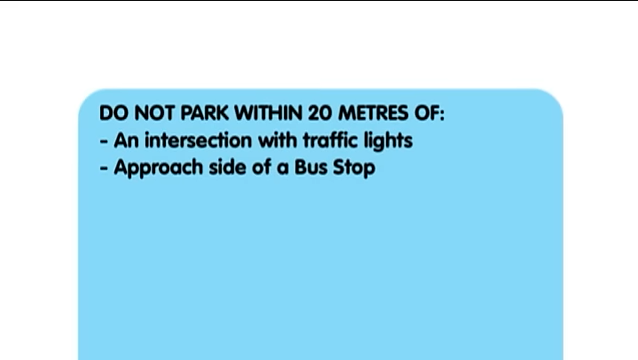 DO NOT PARK WITHIN 20 METRES OF:
- An intersection with traffic lights
- Approach side of a Bus Stop